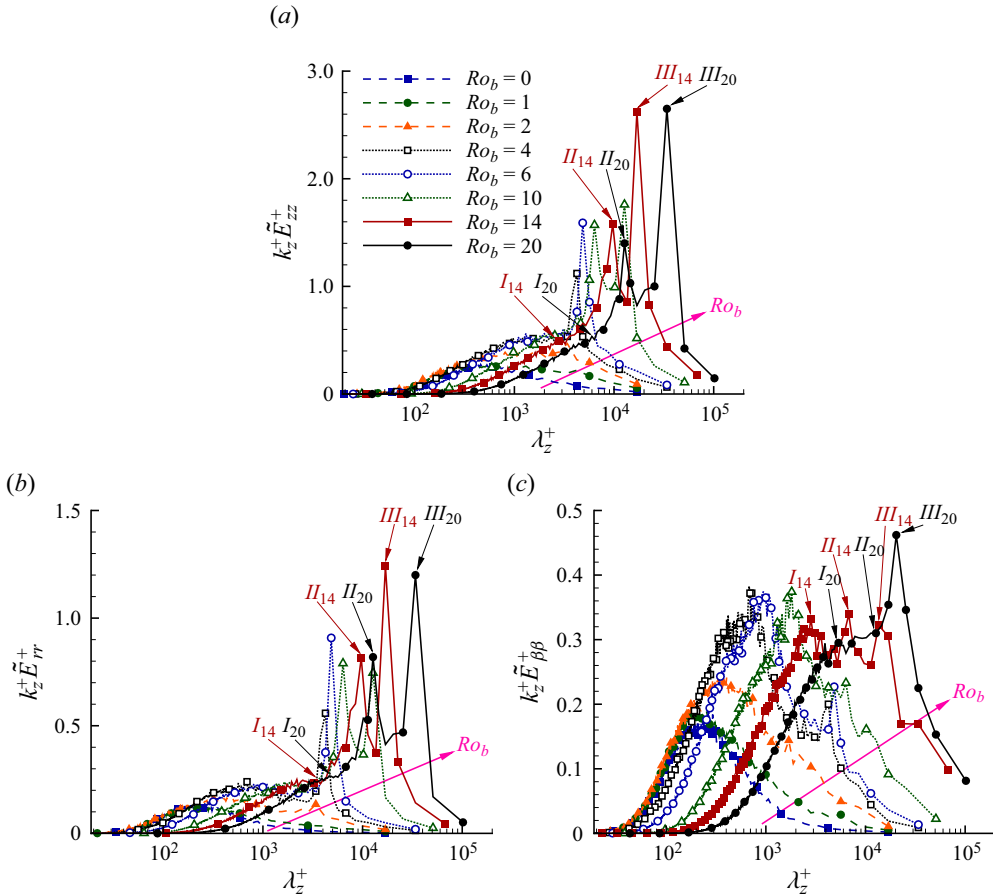 (a)
3.0
2.0
1.0
0
k_z^+ Ẽ_zz^+
Ro_b = 0
Ro_b = 1
Ro_b = 2
Ro_b = 4
Ro_b = 6
Ro_b = 10
Ro_b = 14
Ro_b = 20
III_14 III_20
II_14 II_20
I_14 I_20
Ro_b
10^2 10^3 10^4 10^5
λ_z^+
(b)
1.5
1.0
0.5
0
k_z^+ Ẽ_rr^+
III_14 III_20
II_14 II_20
I_14 I_20
Ro_b
10^2 10^3 10^4 10^5
λ_z^+
(c)
0.5
0.4
0.3
0.2
0.1
0
k_z^+ Ẽ_ββ^+
III_14 III_20
II_14 II_20
I_14 I_20
Ro_b
10^2 10^3 10^4 10^5
λ_z^+